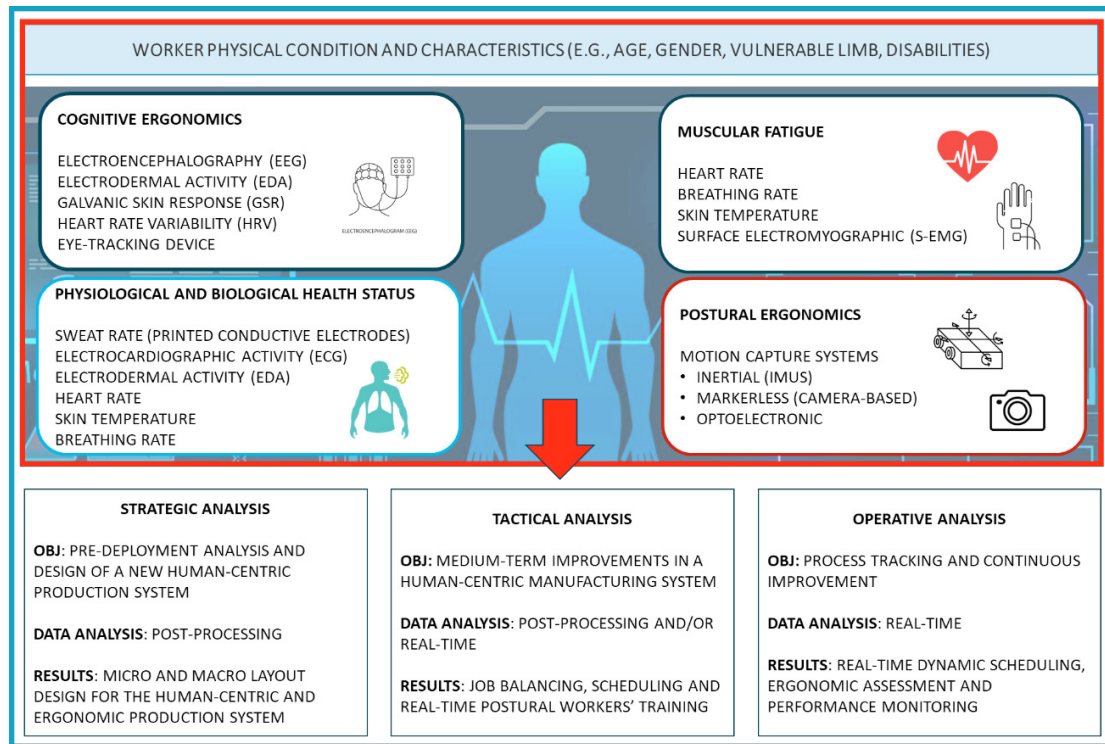 WORKER PHYSICAL CONDITION AND CHARACTERISTICS (E.G., AGE, GENDER, VULNERABLE LIMB, DISABILITIES)
COGNITIVE ERGONOMICS
ELECTROENCEPHALOGRAPHY (EEG)
ELECTRODERMAL ACTIVITY (EDA)
GALVANIC SKIN RESPONSE (GSR)
HEART RATE VARIABILITY (HRV)
EYE-TRACKING DEVICE
ELECTROENCEPHALOGRAM (EEG)
MUSCULAR FATIGUE
HEART RATE
BREATHING RATE
SKIN TEMPERATURE
SURFACE ELECTROMYOGRAPHIC (S-EMG)
PHYSIOLOGICAL AND BIOLOGICAL HEALTH STATUS
SWEAT RATE (PRINTED CONDUCTIVE ELECTRODES)
ELECTROCARDIOGRAPHIC ACTIVITY (ECG)
ELECTRODERMAL ACTIVITY (EDA)
HEART RATE
SKIN TEMPERATURE
BREATHING RATE
POSTURAL ERGONOMICS
MOTION CAPTURE SYSTEMS
• INERTIAL (IMUS)
• MARKERLESS (CAMERA-BASED)
• OPTOELECTRONIC
STRATEGIC ANALYSIS
OBJ: PRE-DEPLOYMENT ANALYSIS AND
DESIGN OF A NEW HUMAN-CENTRIC
PRODUCTION SYSTEM
DATA ANALYSIS: POST-PROCESSING
RESULTS: MICRO AND MACRO LAYOUT
DESIGN FOR THE HUMAN-CENTRIC AND
ERGONOMIC PRODUCTION SYSTEM
TACTICAL ANALYSIS
OBJ: MEDIUM-TERM IMPROVEMENTS IN A
HUMAN-CENTRIC MANUFACTURING SYSTEM
DATA ANALYSIS: POST-PROCESSING AND/OR
REAL-TIME
RESULTS: JOB BALANCING, SCHEDULING AND
REAL-TIME POSTURAL WORKERS' TRAINING
OPERATIVE ANALYSIS
OBJ: PROCESS TRACKING AND CONTINUOUS
IMPROVEMENT
DATA ANALYSIS: REAL-TIME
RESULTS: REAL-TIME DYNAMIC SCHEDULING,
ERGONOMIC ASSESSMENT AND
PERFORMANCE MONITORING